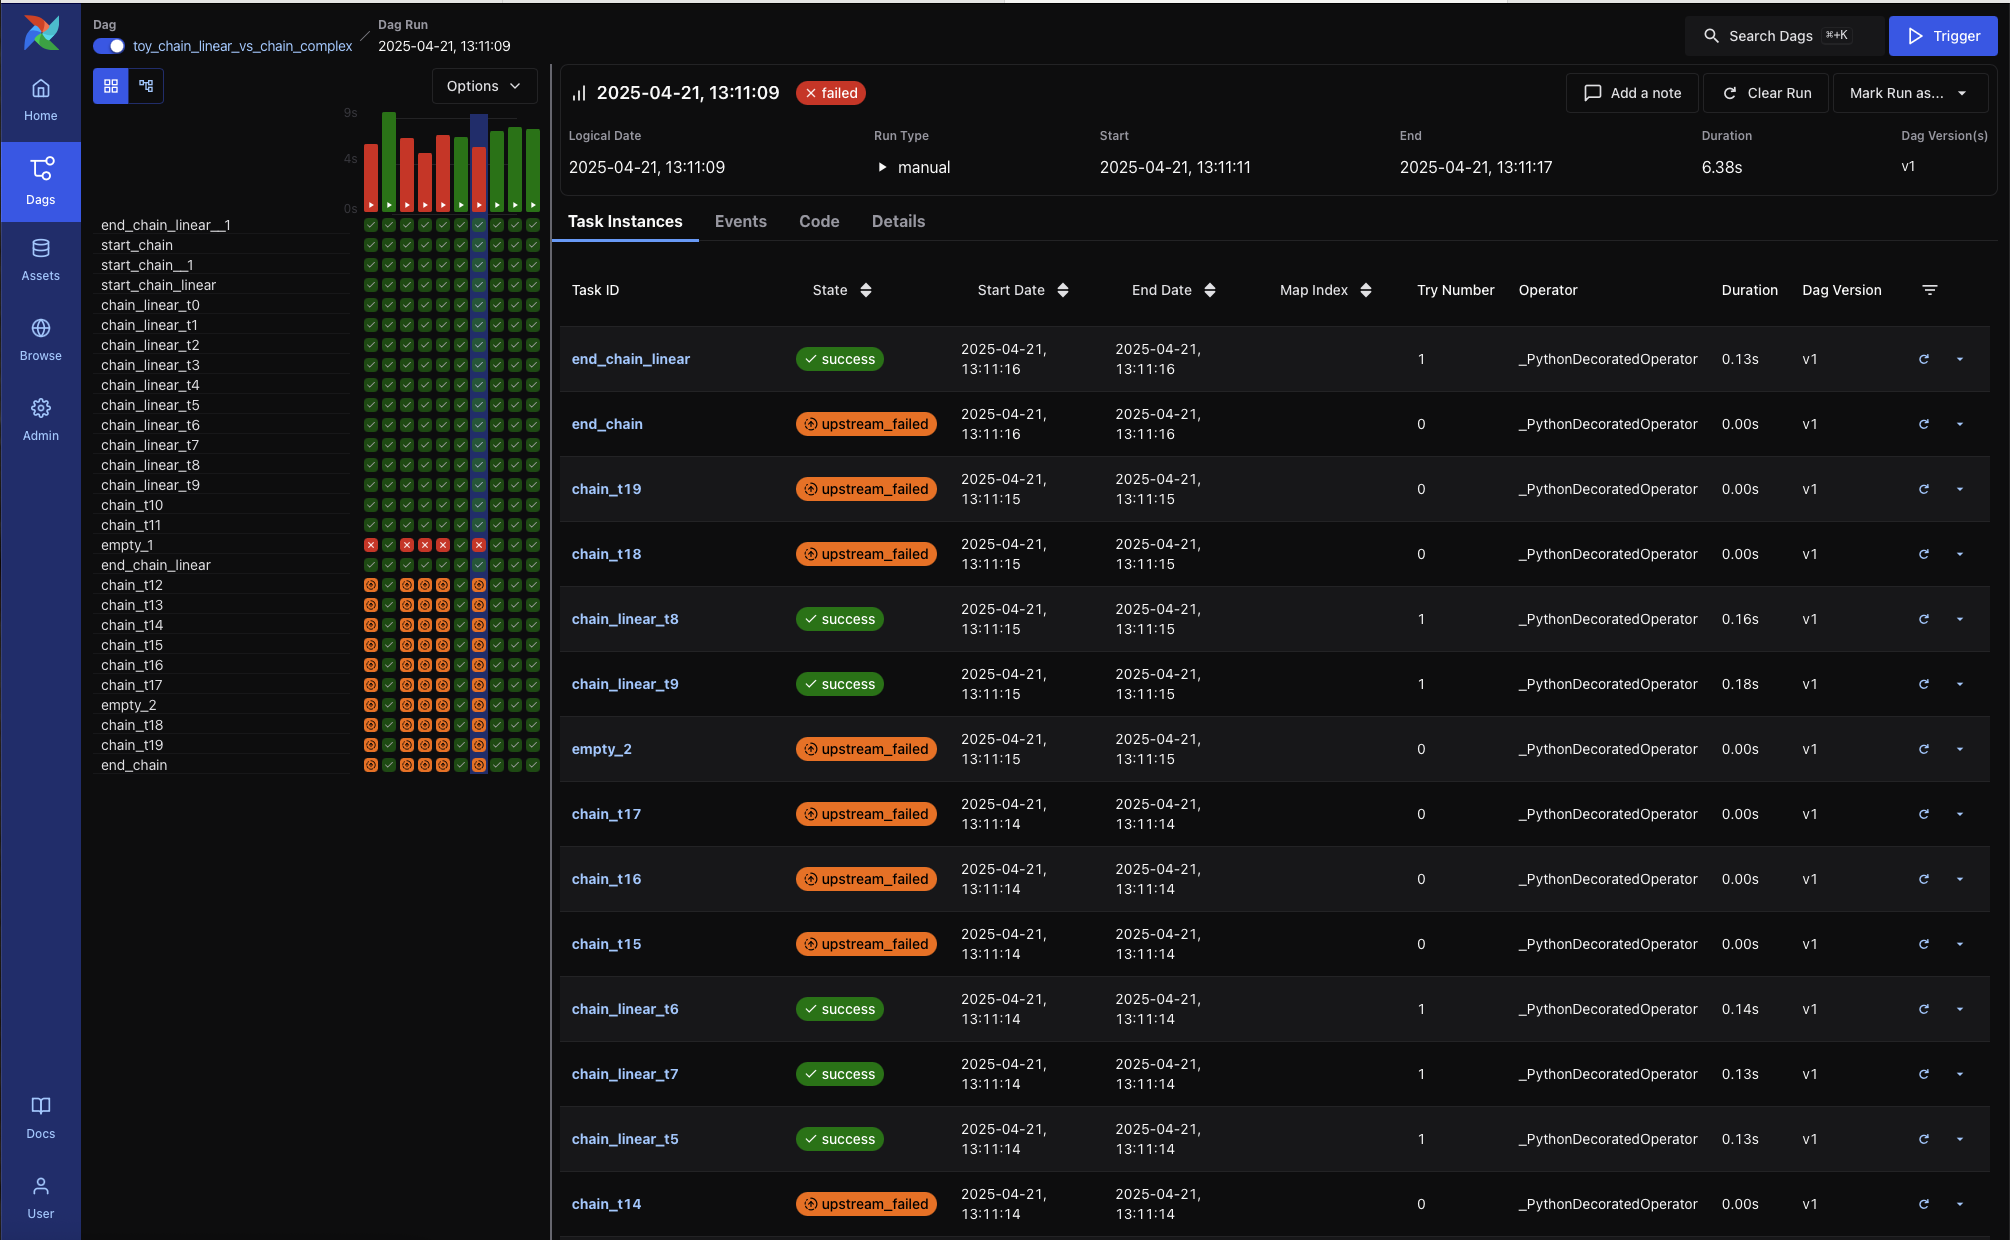 Dag
toy_chain_linear_vs_chain_complex
Dag Run
2025-04-21, 13:11:09
Search Dags ⌘+K
Trigger
Home
Dags
Assets
Browse
Admin
Docs
User
Options
9s
4s
0s
end_chain_linear__1
start_chain
start_chain__1
start_chain_linear
chain_linear_t0
chain_linear_t1
chain_linear_t2
chain_linear_t3
chain_linear_t4
chain_linear_t5
chain_linear_t6
chain_linear_t7
chain_linear_t8
chain_linear_t9
chain_t10
chain_t11
empty_1
end_chain_linear
chain_t12
chain_t13
chain_t14
chain_t15
chain_t16
chain_t17
empty_2
chain_t18
chain_t19
end_chain
2025-04-21, 13:11:09 failed
Add a note
Clear Run
Mark Run as...
Logical Date Run Type Start End Duration Dag Version(s)
2025-04-21, 13:11:09 manual 2025-04-21, 13:11:11 2025-04-21, 13:11:17 6.38s v1
Task Instances Events Code Details
Task ID State Start Date End Date Map Index Try Number Operator Duration Dag Version
end_chain_linear success 2025-04-21, 13:11:16 2025-04-21, 13:11:16 1 _PythonDecoratedOperator 0.13s v1
end_chain upstream_failed 2025-04-21, 13:11:16 2025-04-21, 13:11:16 0 _PythonDecoratedOperator 0.00s v1
chain_t19 upstream_failed 2025-04-21, 13:11:15 2025-04-21, 13:11:15 0 _PythonDecoratedOperator 0.00s v1
chain_t18 upstream_failed 2025-04-21, 13:11:15 2025-04-21, 13:11:15 0 _PythonDecoratedOperator 0.00s v1
chain_linear_t8 success 2025-04-21, 13:11:15 2025-04-21, 13:11:15 1 _PythonDecoratedOperator 0.16s v1
chain_linear_t9 success 2025-04-21, 13:11:15 2025-04-21, 13:11:15 1 _PythonDecoratedOperator 0.18s v1
empty_2 upstream_failed 2025-04-21, 13:11:15 2025-04-21, 13:11:15 0 _PythonDecoratedOperator 0.00s v1
chain_t17 upstream_failed 2025-04-21, 13:11:14 2025-04-21, 13:11:14 0 _PythonDecoratedOperator 0.00s v1
chain_t16 upstream_failed 2025-04-21, 13:11:14 2025-04-21, 13:11:14 0 _PythonDecoratedOperator 0.00s v1
chain_t15 upstream_failed 2025-04-21, 13:11:14 2025-04-21, 13:11:14 0 _PythonDecoratedOperator 0.00s v1
chain_linear_t6 success 2025-04-21, 13:11:14 2025-04-21, 13:11:14 1 _PythonDecoratedOperator 0.14s v1
chain_linear_t7 success 2025-04-21, 13:11:14 2025-04-21, 13:11:14 1 _PythonDecoratedOperator 0.13s v1
chain_linear_t5 success 2025-04-21, 13:11:14 2025-04-21, 13:11:14 1 _PythonDecoratedOperator 0.13s v1
chain_t14 upstream_failed 2025-04-21, 13:11:14 2025-04-21, 13:11:14 0 _PythonDecoratedOperator 0.00s v1